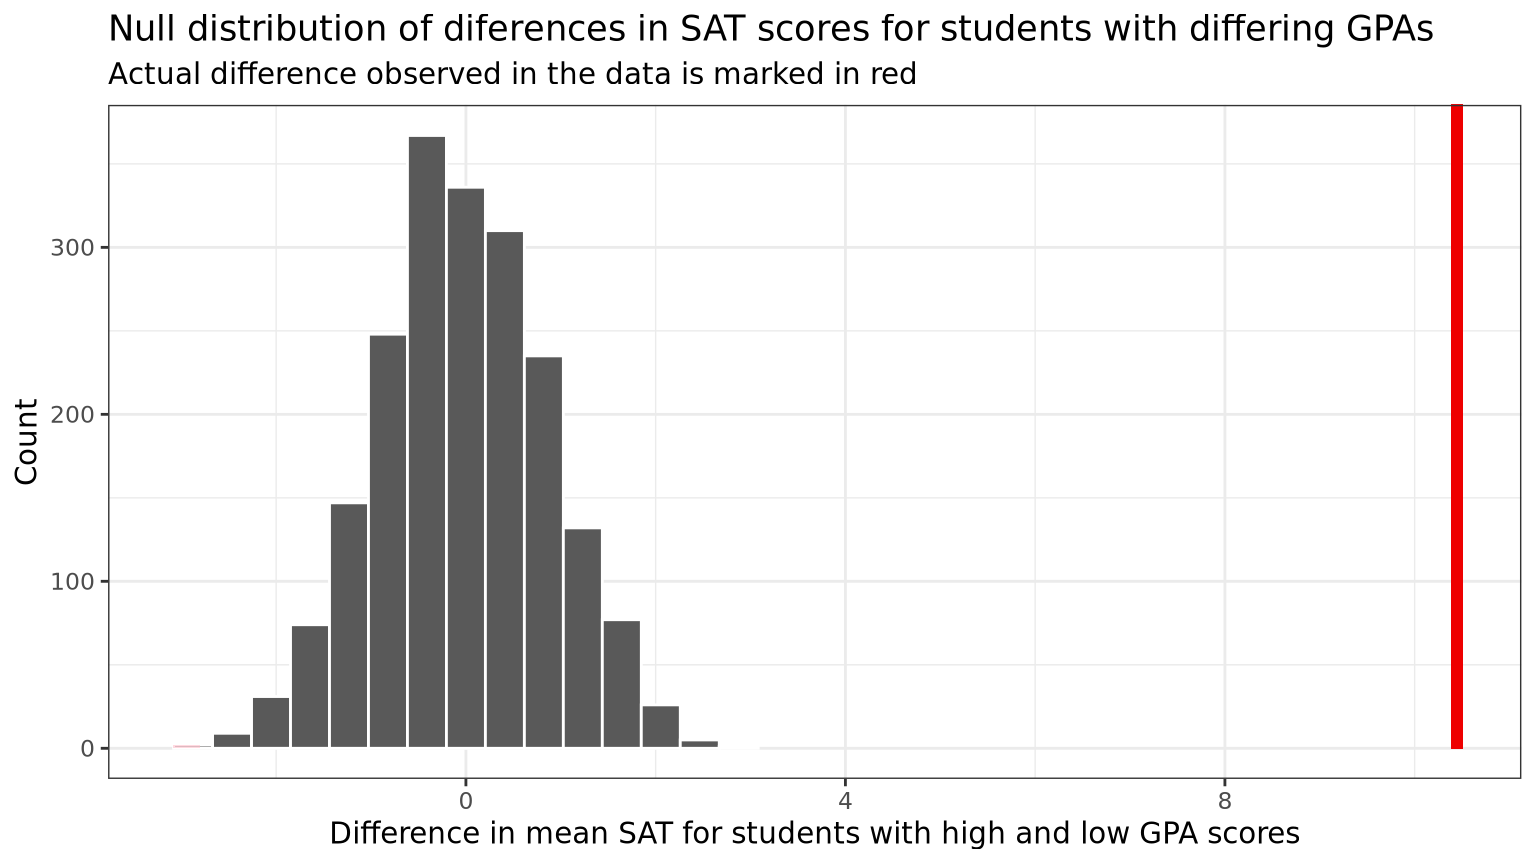 Null distribution of diferences in SAT scores for students with differing GPAs
Actual difference observed in the data is marked in red
Count
300
200
100
0
0 4 8
Difference in mean SAT for students with high and low GPA scores